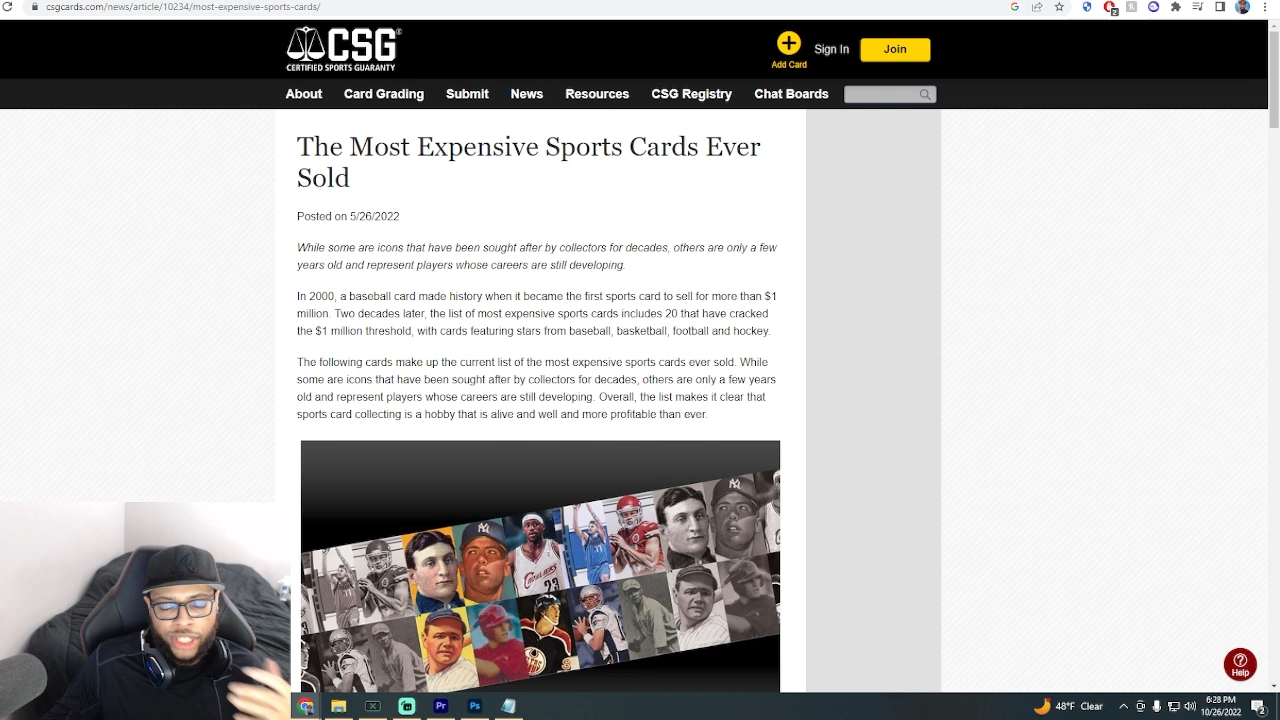 csgcards.com/news/article/10234/most-expensive-sports-cards/
CSG
CERTIFIED SPORTS GUARANTY
Add Card
Sign In
Join
About
Card Grading
Submit
News
Resources
CSG Registry
Chat Boards
The Most Expensive Sports Cards Ever
Sold
Posted on 5/26/2022
While some are icons that have been sought after by collectors for decades, others are only a few
years old and represent players whose careers are still developing.
In 2000, a baseball card made history when it became the first sports card to sell for more than $1
million. Two decades later, the list of most expensive sports cards includes 20 that have cracked
the $1 million threshold, with cards featuring stars from baseball, basketball, football and hockey.
The following cards make up the current list of the most expensive sports cards ever sold. While
some are icons that have been sought after by collectors for decades, others are only a few years
old and represent players whose careers are still developing. Overall, the list makes it clear that
sports card collecting is a hobby that is alive and well and more profitable than ever.
23
Help
Pr
Ps
48°F Clear
6:28 PM
10/26/2022
2